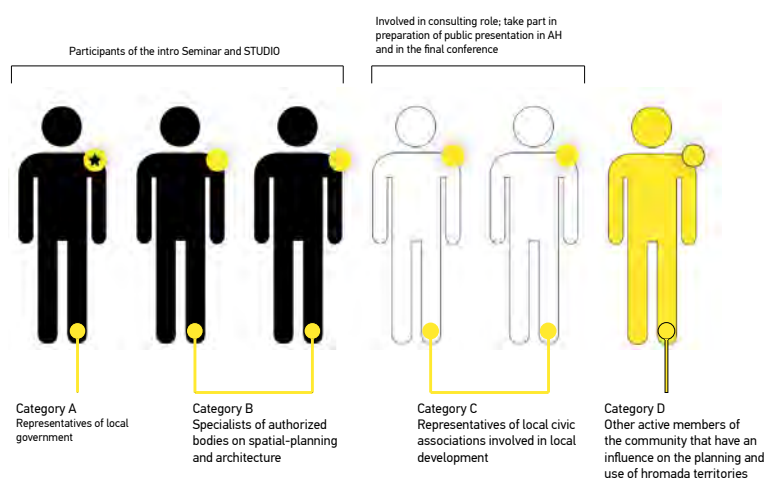 Participants of the intro Seminar and STUDIO
Involved in consulting role; take part in
preparation of public presentation in AH
and in the final conference
Category A
Representatives of local
government
Category B
Specialists of authorized
bodies on spatial-planning
and architecture
Category C
Representatives of local civic
associations involved in local
development
Category D
Other active members of
the community that have an
influence on the planning and
use of hromada territories